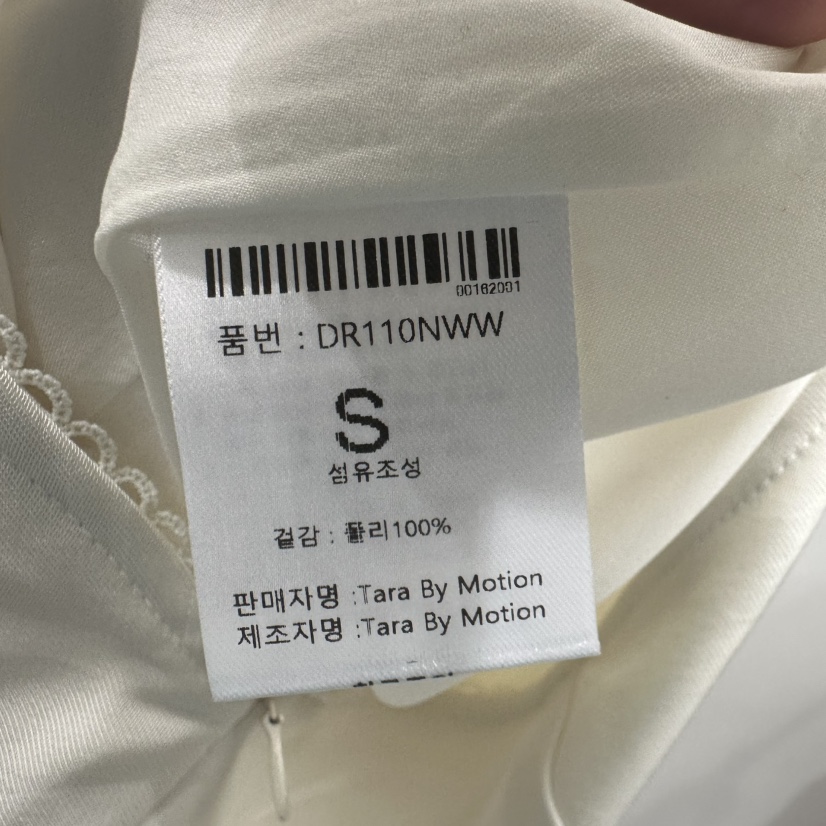 00162001
품번 : DR110NWW
S
섬유조성
겉감 : 폴리100%
판매자명 :Tara By Motion
제조자명 :Tara By Motion